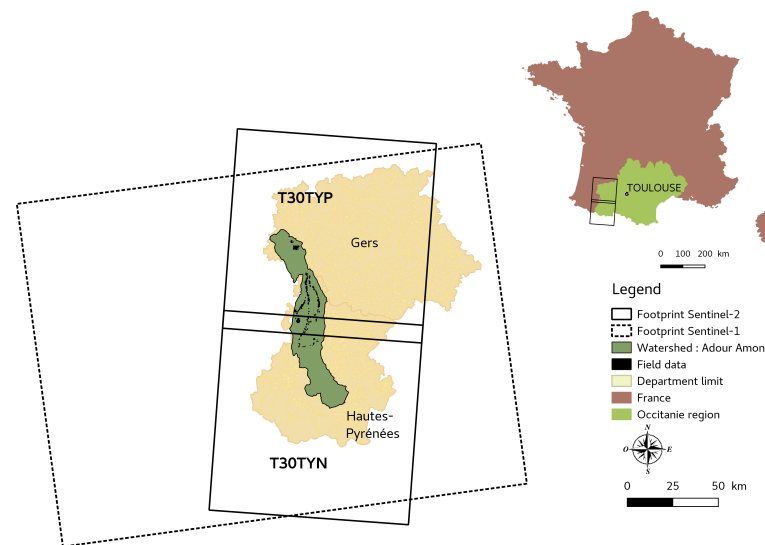 TOULOUSE
0 100 200 km
T30TYP
Gers
Hautes-
Pyrénées
T30TYN
Legend
Footprint Sentinel-2
Footprint Sentinel-1
Watershed : Adour Amon
Field data
Department limit
France
Occitanie region
N
O E
S
0 25 50 km